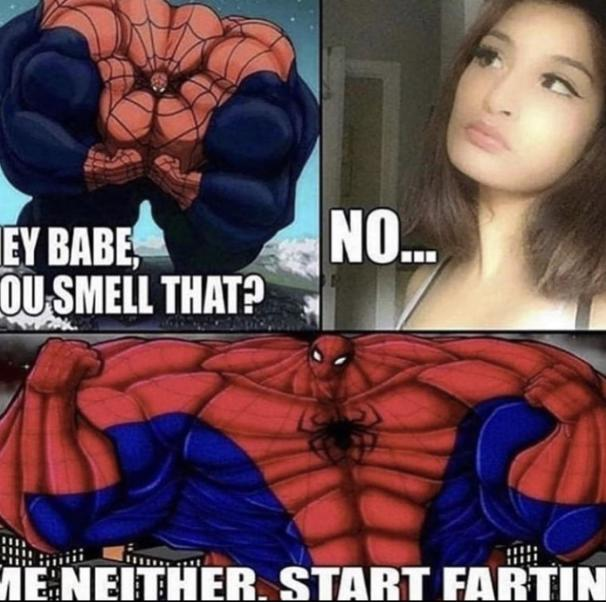 EY BABE,
OU SMELL THAT?
NO...
ME NEITHER. START FARTIN